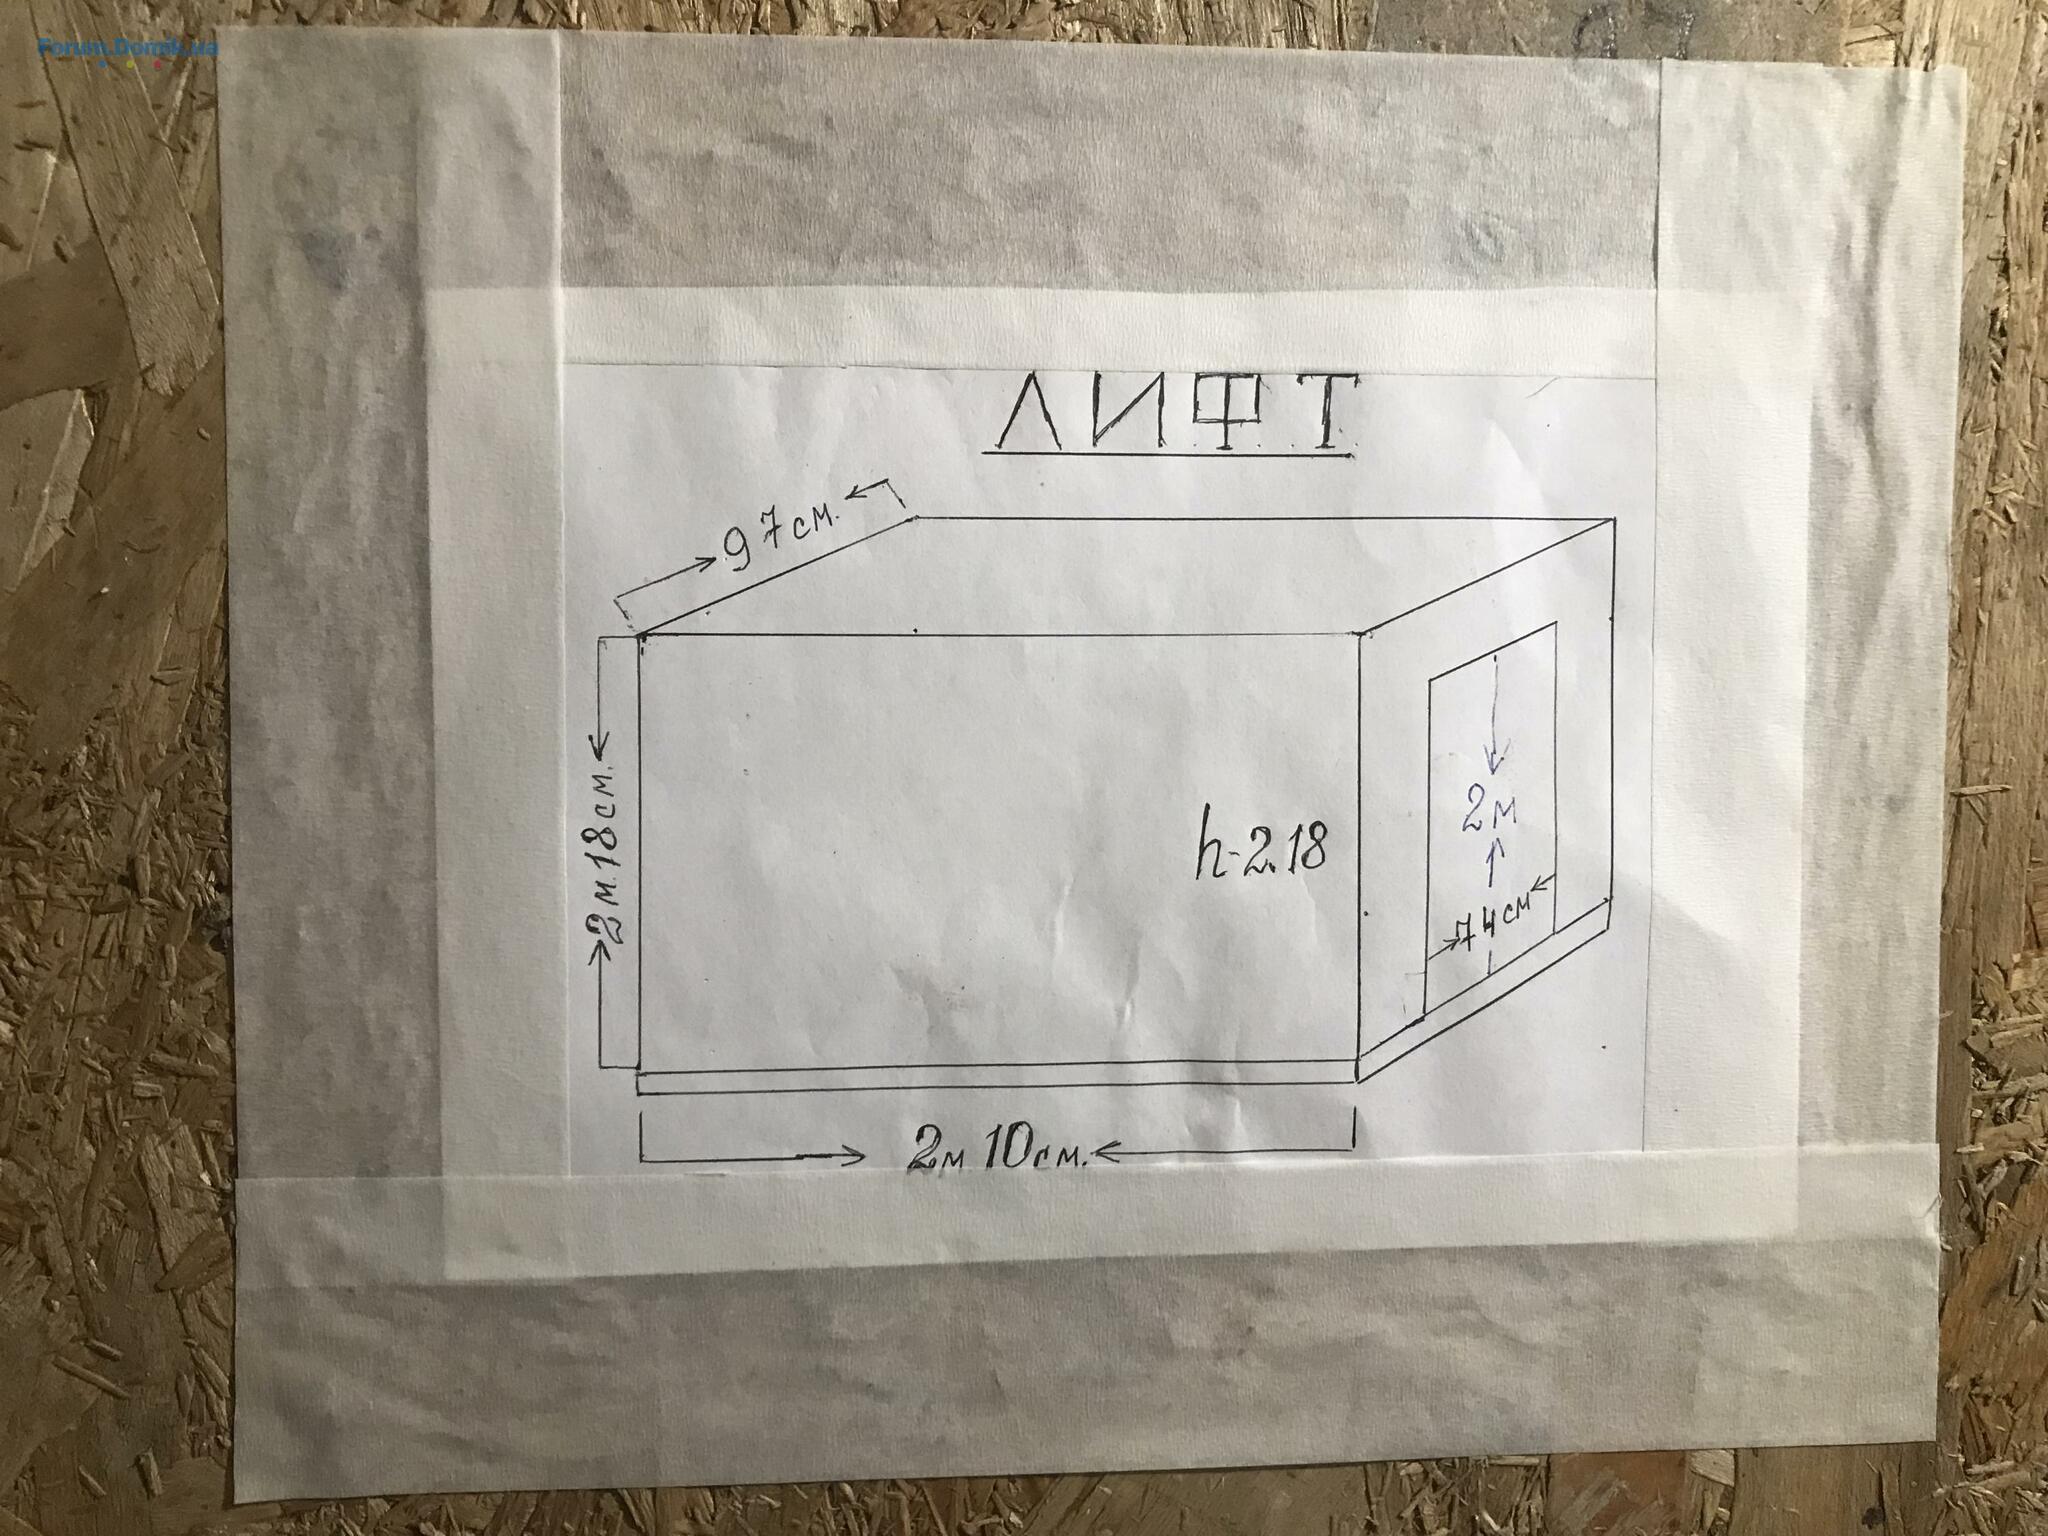 Forum.Domik.ua
ЛИФТ
97см.
2м.18см.
h-2.18
2м
74см
2м 10см.